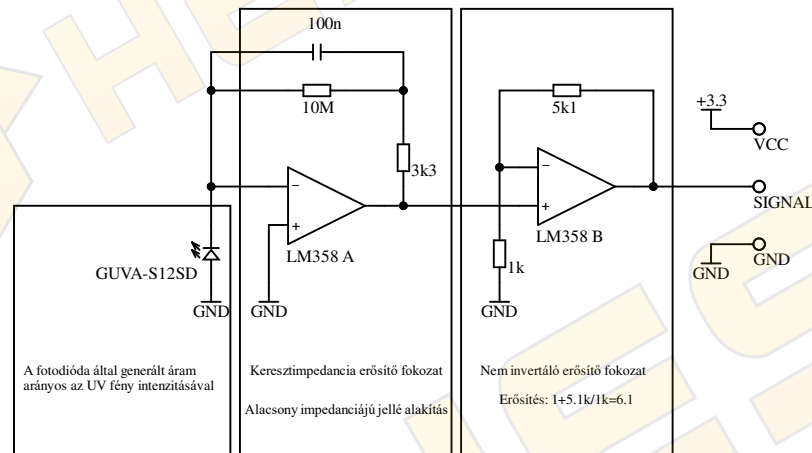 100n
10M
3k3
−
+
LM358 A
GUVA-S12SD
GND
GND
5k1
−
+
LM358 B
1k
GND
+3.3
VCC
SIGNAL
GND
GND
A fotodióda által generált áram
arányos az UV fény intenzitásával
Keresztimpedancia erősítő fokozat
Alacsony impedanciájú jellé alakítás
Nem invertáló erősítő fokozat
Erősítés: 1+5.1k/1k=6.1